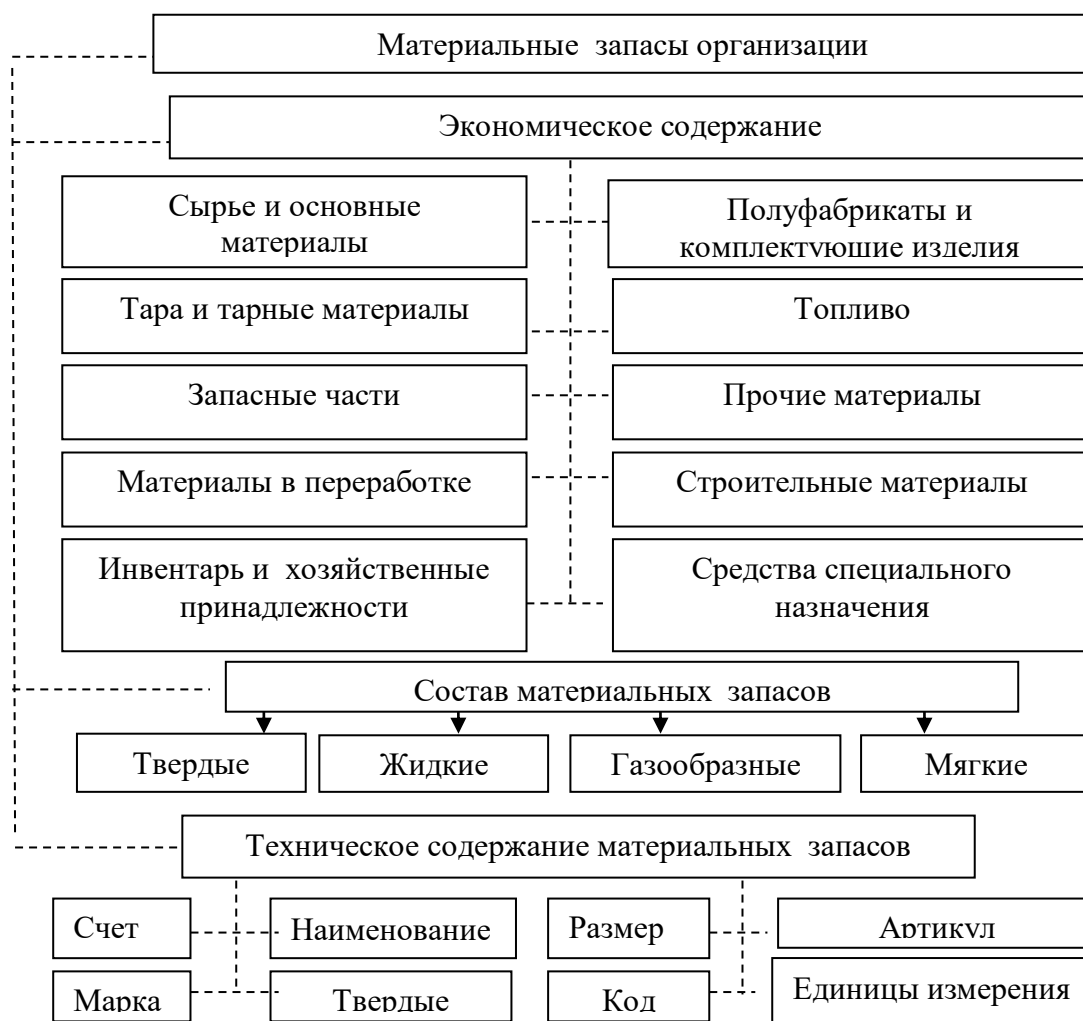 Материальные запасы организации
Экономическое содержание
Сырье и основные
материалы
Полуфабрикаты и
комплектующие изделия
Тара и тарные материалы
Топливо
Запасные части
Прочие материалы
Материалы в переработке
Строительные материалы
Инвентарь и хозяйственные
принадлежности
Средства специального
назначения
Состав материальных запасов
Твердые
Жидкие
Газообразные
Мягкие
Техническое содержание материальных запасов
Счет
Наименование
Размер
Артикул
Марка
Твердые
Код
Единицы измерения